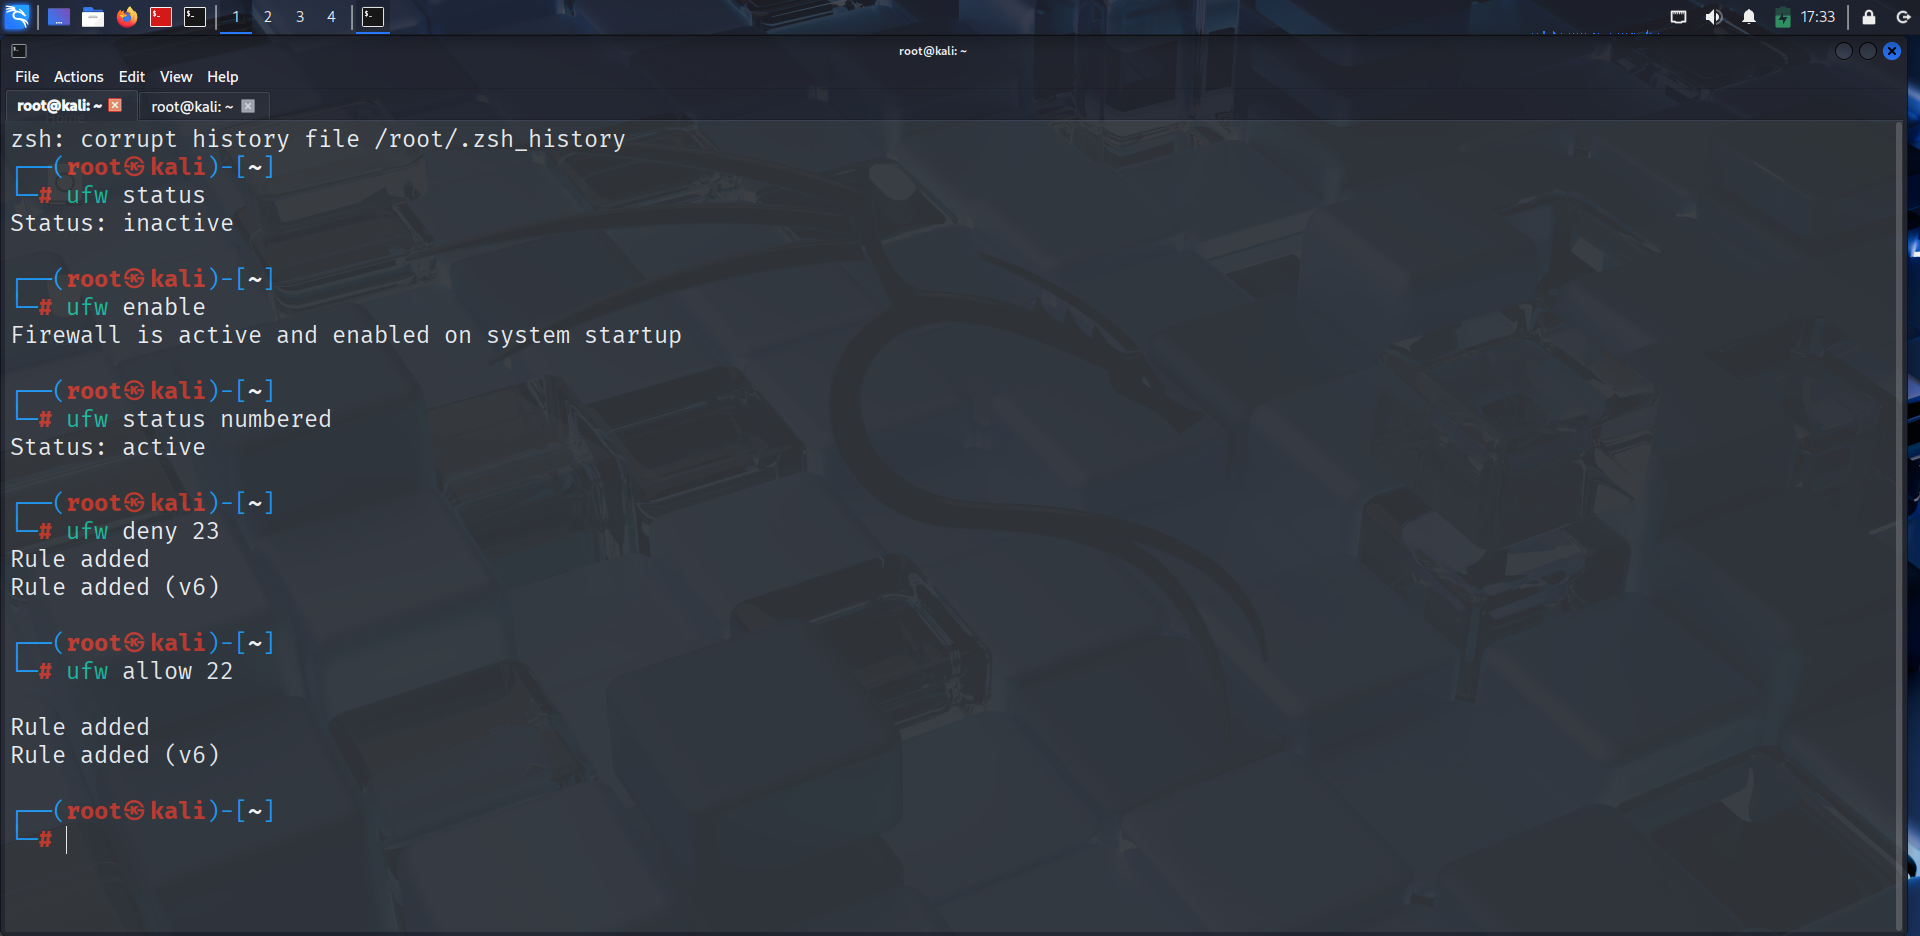 1 2 3 4
17:33
root@kali: ~
File Actions Edit View Help
root@kali: ~ root@kali: ~
zsh: corrupt history file /root/.zsh_history
┌──(root㉿kali)-[~]
└─# ufw status
Status: inactive
┌──(root㉿kali)-[~]
└─# ufw enable
Firewall is active and enabled on system startup
┌──(root㉿kali)-[~]
└─# ufw status numbered
Status: active
┌──(root㉿kali)-[~]
└─# ufw deny 23
Rule added
Rule added (v6)
┌──(root㉿kali)-[~]
└─# ufw allow 22
Rule added
Rule added (v6)
┌──(root㉿kali)-[~]
└─#